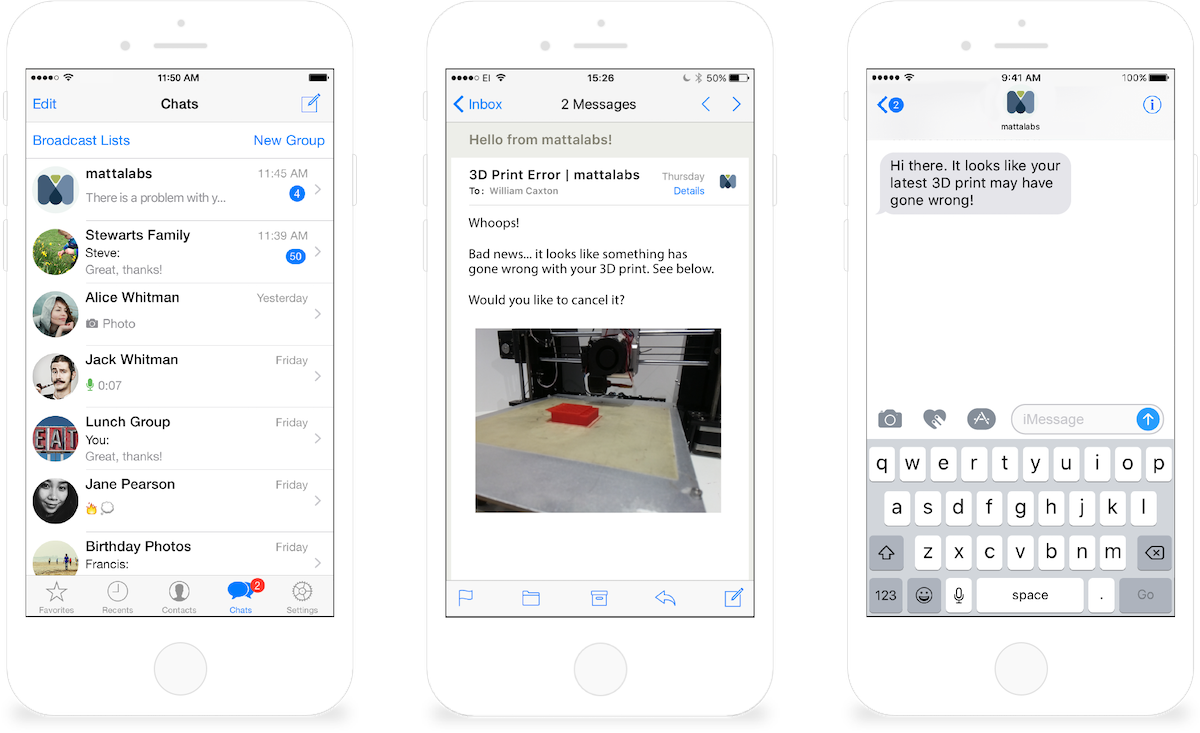 11:50 AM
Edit
Chats
Broadcast Lists
New Group
mattalabs
11:45 AM
There is a problem with y...
4
Stewarts Family
11:39 AM
Steve:
50
Great, thanks!
Alice Whitman
Yesterday
Photo
Jack Whitman
Friday
0:07
Lunch Group
Friday
You:
Great, thanks!
EAT
Jane Pearson
Friday
Birthday Photos
Friday
Francis:
2
Favorites
Recents
Contacts
Chats
Settings
EI
15:26
50%
Inbox
2 Messages
Hello from mattalabs!
3D Print Error | mattalabs
Thursday
To: William Caxton
Details
Whoops!
Bad news... it looks like something has
gone wrong with your 3D print. See below.
Would you like to cancel it?
9:41 AM
100%
2
mattalabs
Hi there. It looks like your
latest 3D print may have
gone wrong!
iMessage
q w e r t y u i o p
a s d f g h j k l
z x c v b n m
123
space
.
Go